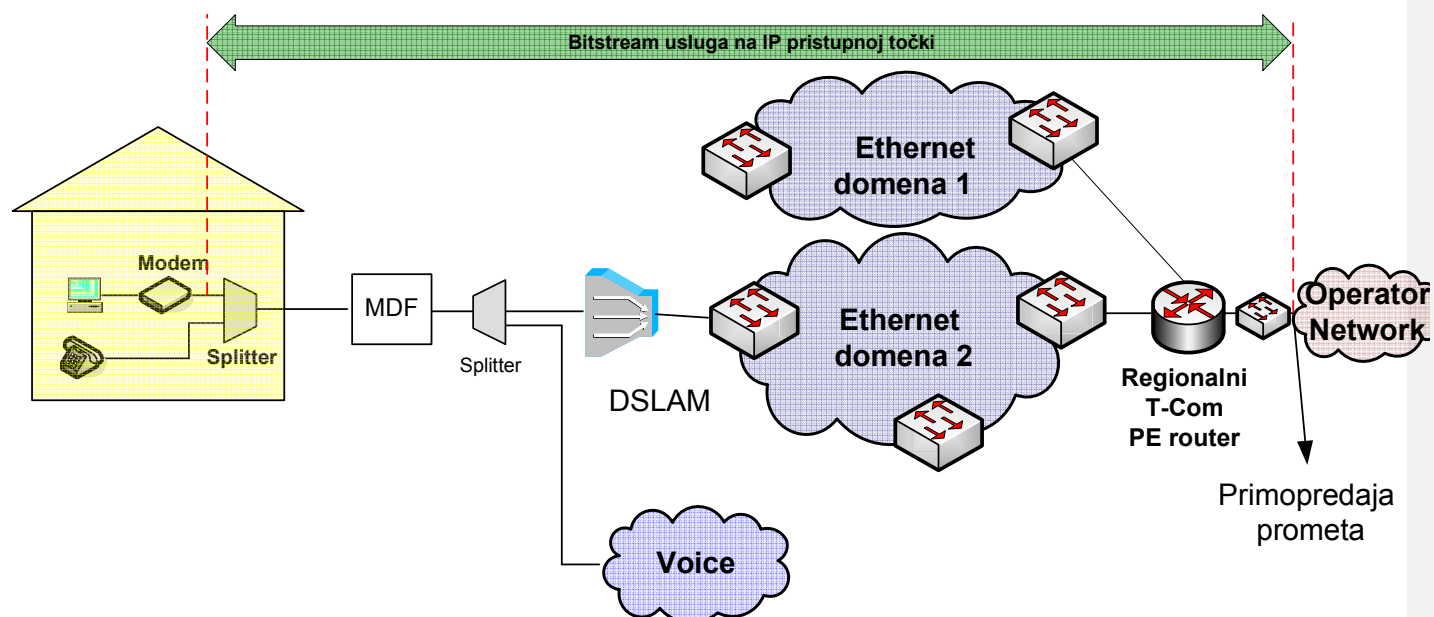 Bitstream usluga na IP pristupnoj točki
Ethernet
domena 1
Modem
Splitter
MDF
Splitter
DSLAM
Ethernet
domena 2
Regionalni
T-Com
PE router
Operator
Network
Primopredaja
prometa
Voice